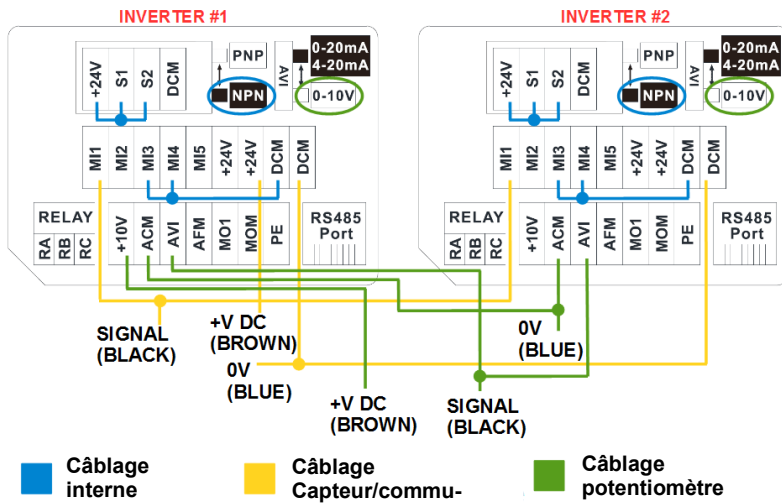 INVERTER #1
INVERTER #2
+24V S1 S2 DCM
PNP
NPN
AVI
0-20mA
4-20mA
0-10V
+24V S1 S2 DCM
PNP
NPN
AVI
0-20mA
4-20mA
0-10V
MI1 MI2 MI3 MI4 MI5 +24V +24V DCM DCM
MI1 MI2 MI3 MI4 MI5 +24V +24V DCM DCM
RELAY
RA RB RC
+10V ACM AVI AFM MO1 MOM PE
RS485
Port
RELAY
RA RB RC
+10V ACM AVI AFM MO1 MOM PE
RS485
Port
SIGNAL
(BLACK)
+V DC
(BROWN)
0V
(BLUE)
0V
(BLUE)
+V DC
(BROWN)
SIGNAL
(BLACK)
Câblage
interne
Câblage
Capteur/commu-
Câblage
potentiomètre